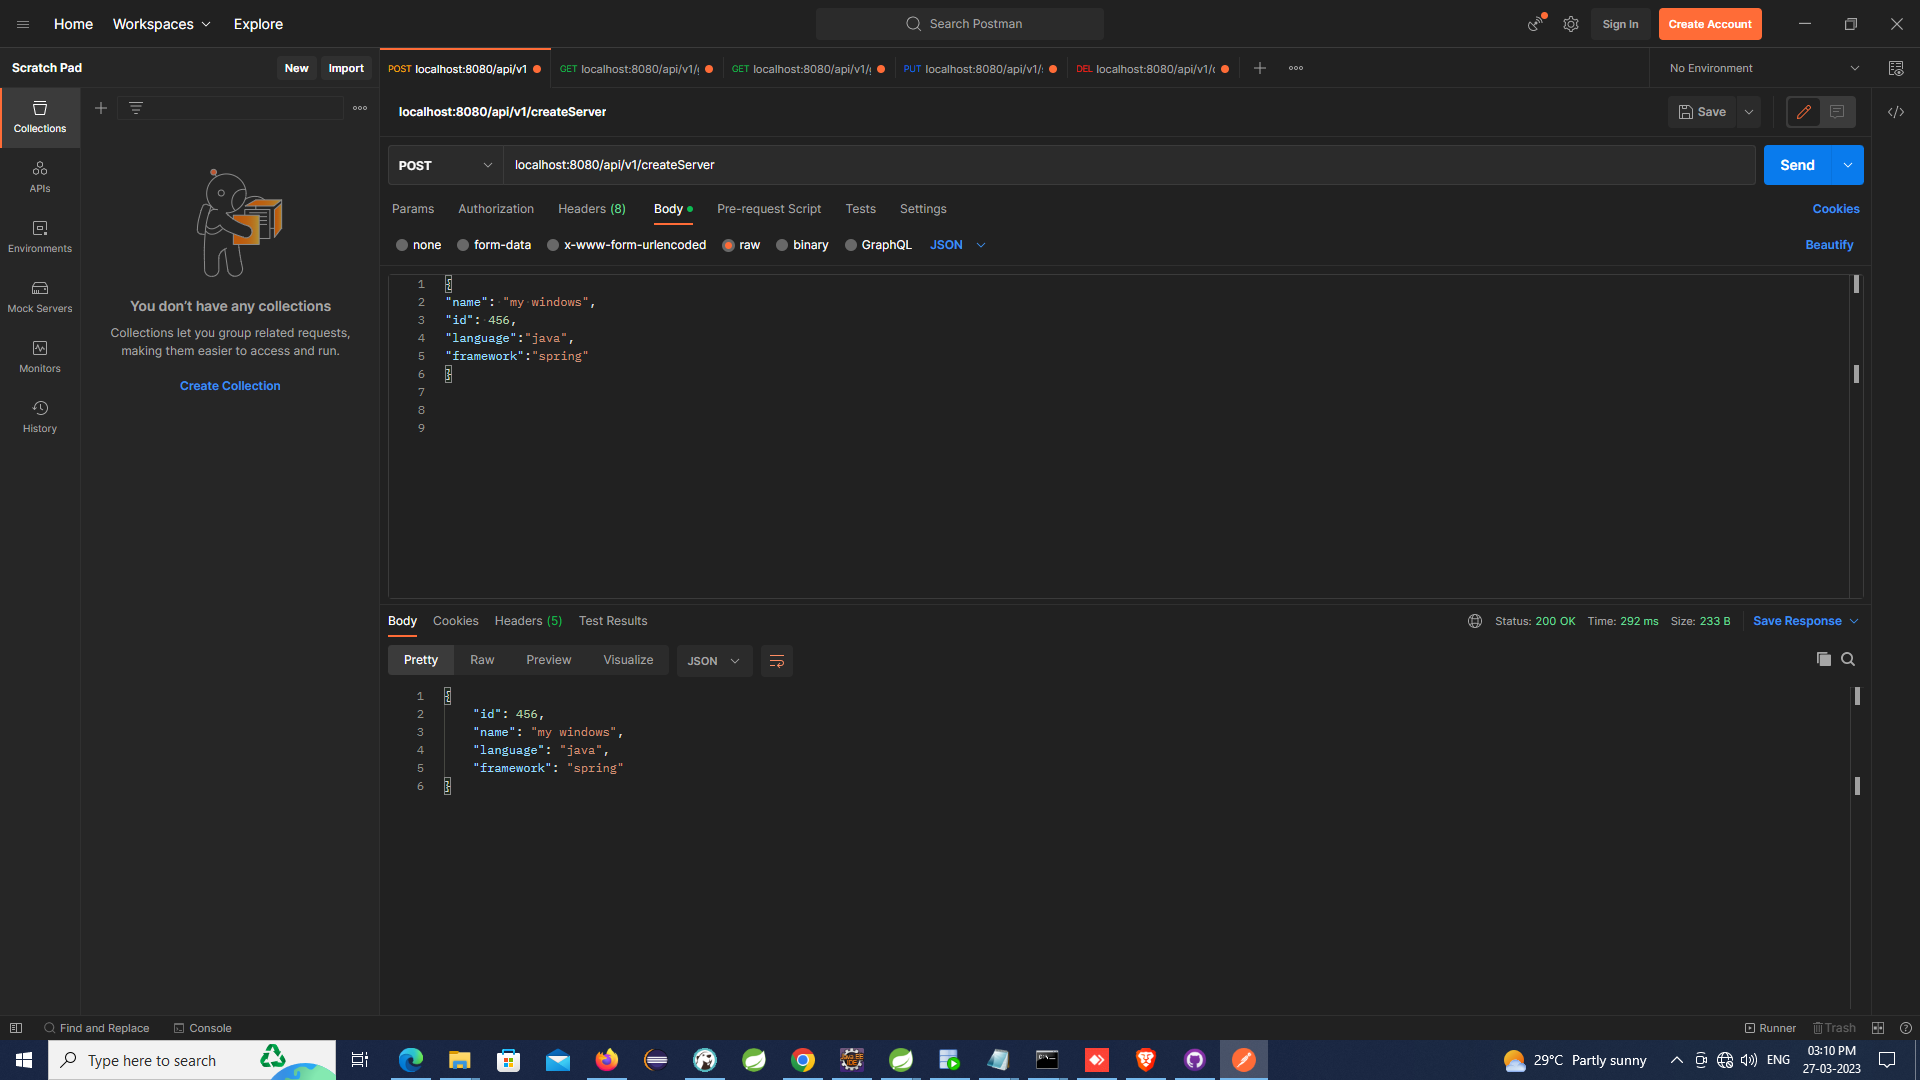 Home Workspaces Explore
Search Postman
Sign In Create Account
Scratch Pad New Import
POST localhost:8080/api/v1 GET localhost:8080/api/v1/ GET localhost:8080/api/v1/ PUT localhost:8080/api/v1/ DEL localhost:8080/api/v1/
No Environment
Collections
APIs
Environments
Mock Servers
Monitors
History
You don’t have any collections
Collections let you group related requests,
making them easier to access and run.
Create Collection
localhost:8080/api/v1/createServer
Save
POST localhost:8080/api/v1/createServer Send
Params Authorization Headers (8) Body Pre-request Script Tests Settings Cookies
none form-data x-www-form-urlencoded raw binary GraphQL JSON Beautify
1 {
2 "name": "my windows",
3 "id": 456,
4 "language":"java",
5 "framework":"spring"
6 }
7
8
9
Body Cookies Headers (5) Test Results Status: 200 OK Time: 292 ms Size: 233 B Save Response
Pretty Raw Preview Visualize JSON
1 {
2 "id": 456,
3 "name": "my windows",
4 "language": "java",
5 "framework": "spring"
6 }
Find and Replace Console Runner Trash
Type here to search
29°C Partly sunny ENG
03:10 PM
27-03-2023